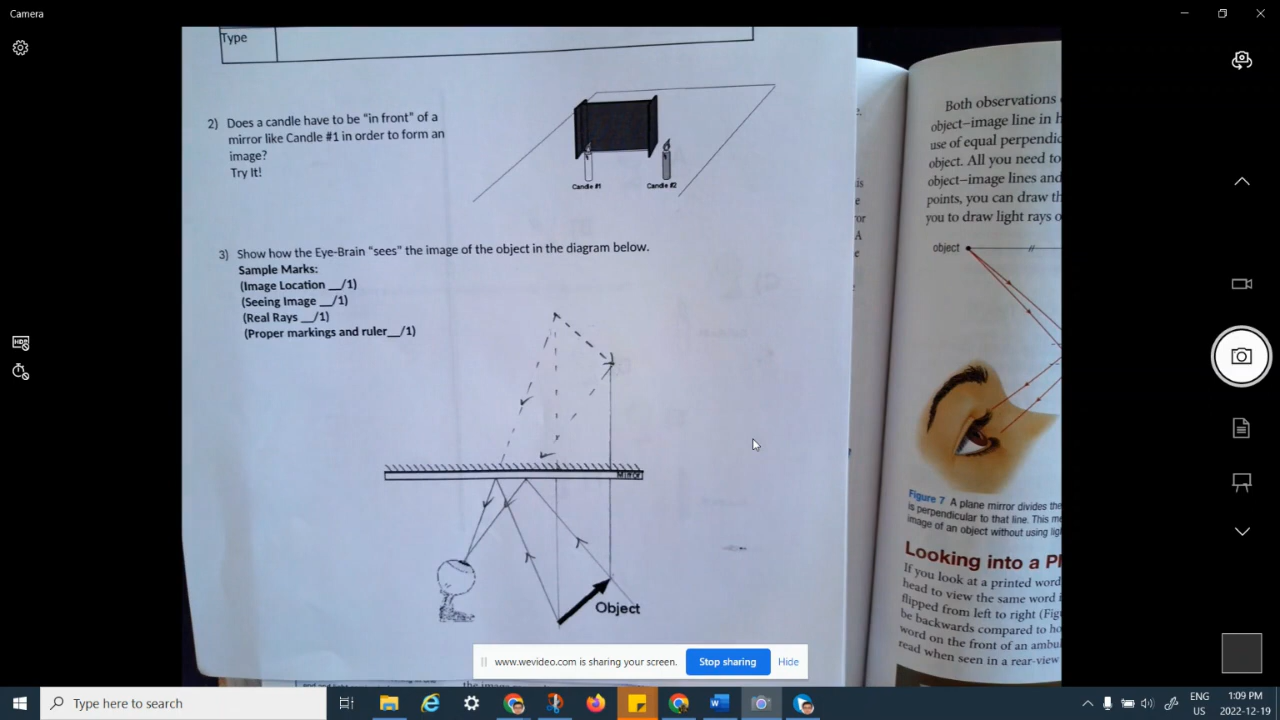 Camera
Type
2) Does a candle have to be "in front" of a
mirror like Candle #1 in order to form an
image?
Try It!
Candle #1
Candle #2
3) Show how the Eye-Brain "sees" the image of the object in the diagram below.
Sample Marks:
(Image Location __/1)
(Seeing Image __/1)
(Real Rays __/1)
(Proper markings and ruler__/1)
Mirror
Object
Both observations
object–image line in
use of equal
object. All you need to
object–image lines and
points, you can draw
you to draw light rays
object
Figure 7 A plane mirror divides the
is perpendicular to that line. This
image of an object without using
Looking into a
If you look at a printed word
head to view the same word
flipped from left to right
be backwards compared to
word on the front of an
read when seen in a rear-view
www.wevideo.com is sharing your screen.
Stop sharing
Hide
Type here to search
ENG
US
1:09 PM
2022-12-19